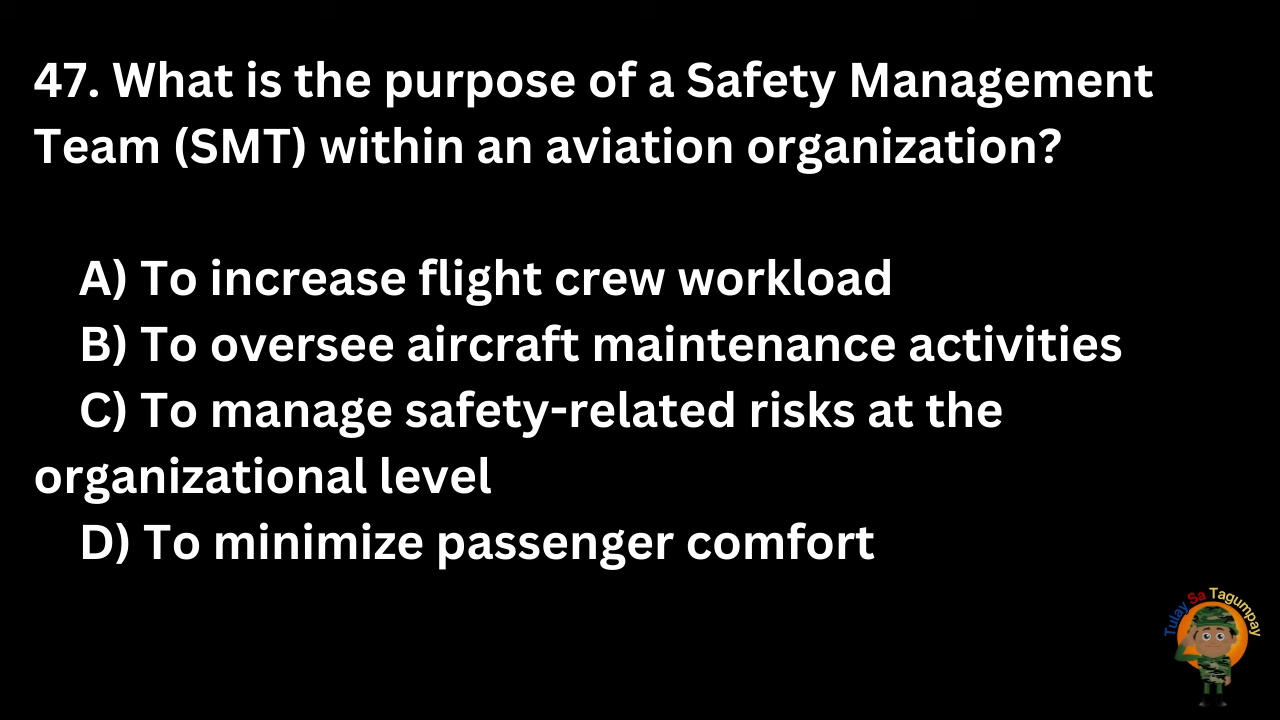 47. What is the purpose of a Safety Management
Team (SMT) within an aviation organization?
A) To increase flight crew workload
B) To oversee aircraft maintenance activities
C) To manage safety-related risks at the
organizational level
D) To minimize passenger comfort
Tulay Sa Tagumpay